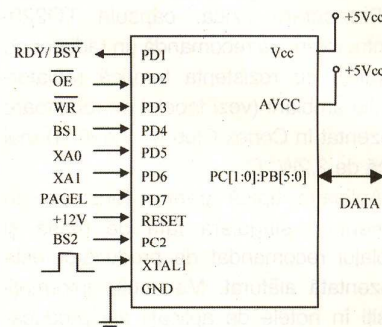 +5Vcc
RDY/BSY PD1 Vcc
+5Vcc
OE PD2
WR PD3 AVCC
BS1 PD4
XA0 PD5
XA1 PD6 PC[1:0]:PB[5:0]
PAGEL PD7 DATA
+12V RESET
BS2 PC2
XTAL1
GND